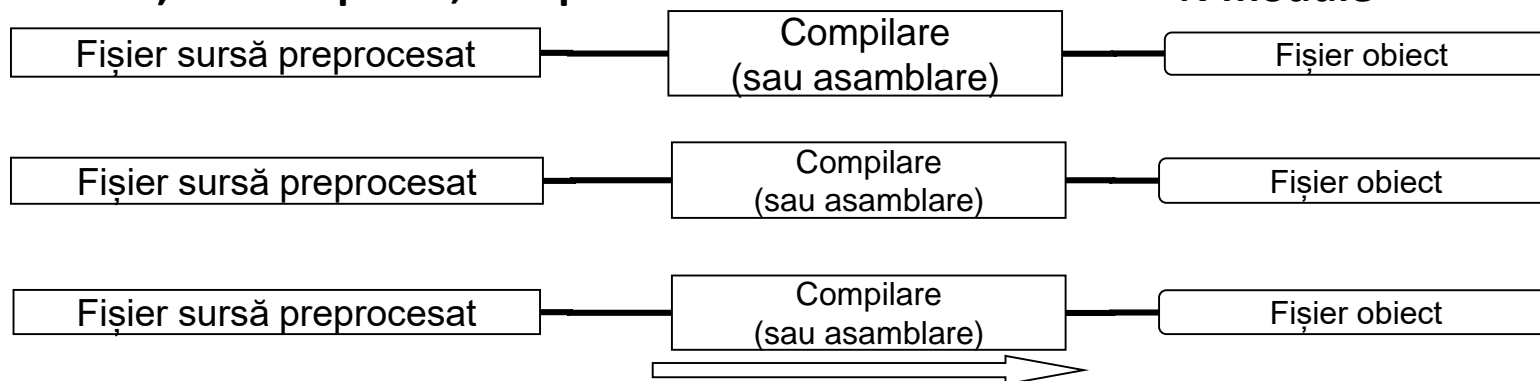 Fișier sursă preprocesat
Compilare
(sau asamblare)
Fișier obiect
Fișier sursă preprocesat
Compilare
(sau asamblare)
Fișier obiect
Fișier sursă preprocesat
Compilare
(sau asamblare)
Fișier obiect